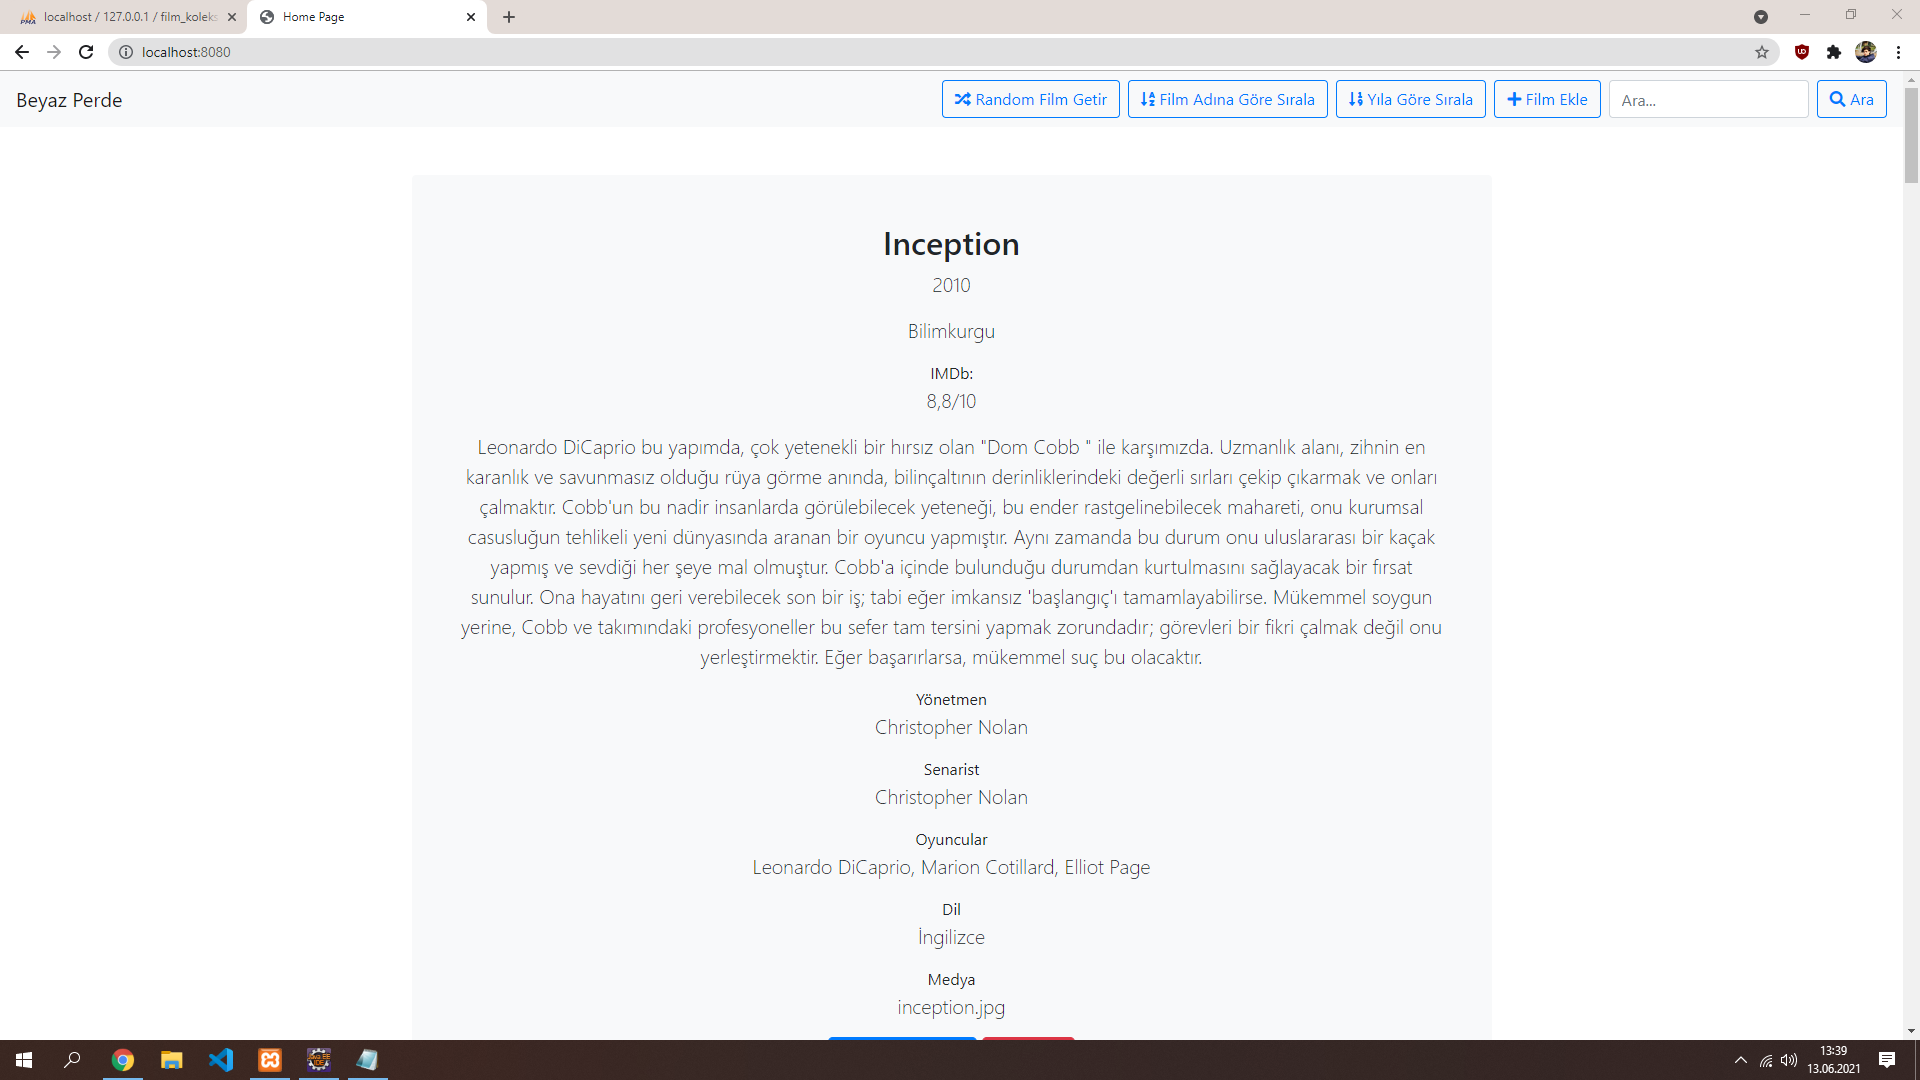 localhost / 127.0.0.1 / film_koleks
Home Page
localhost:8080
Beyaz Perde
Random Film Getir
Film Adına Göre Sırala
Yıla Göre Sırala
Film Ekle
Ara...
Ara
Inception
2010
Bilimkurgu
IMDb:
8,8/10
Leonardo DiCaprio bu yapımda, çok yetenekli bir hırsız olan "Dom Cobb " ile karşımızda. Uzmanlık alanı, zihnin en
karanlık ve savunmasız olduğu rüya görme anında, bilinçaltının derinliklerindeki değerli sırları çekip çıkarmak ve onları
çalmaktır. Cobb'un bu nadir insanlarda görülebilecek yeteneği, bu ender rastgelinebilecek mahareti, onu kurumsal
casusluğun tehlikeli yeni dünyasında aranan bir oyuncu yapmıştır. Aynı zamanda bu durum onu uluslararası bir kaçak
yapmış ve sevdiği her şeye mal olmuştur. Cobb'a içinde bulunduğu durumdan kurtulmasını sağlayacak bir fırsat
sunulur. Ona hayatını geri verebilecek son bir iş; tabi eğer imkansız 'başlangıç'ı tamamlayabilirse. Mükemmel soygun
yerine, Cobb ve takımındaki profesyoneller bu sefer tam tersini yapmak zorundadır; görevleri bir fikri çalmak değil onu
yerleştirmektir. Eğer başarırlarsa, mükemmel suç bu olacaktır.
Yönetmen
Christopher Nolan
Senarist
Christopher Nolan
Oyuncular
Leonardo DiCaprio, Marion Cotillard, Elliot Page
Dil
İngilizce
Medya
inception.jpg
13:39
13.06.2021